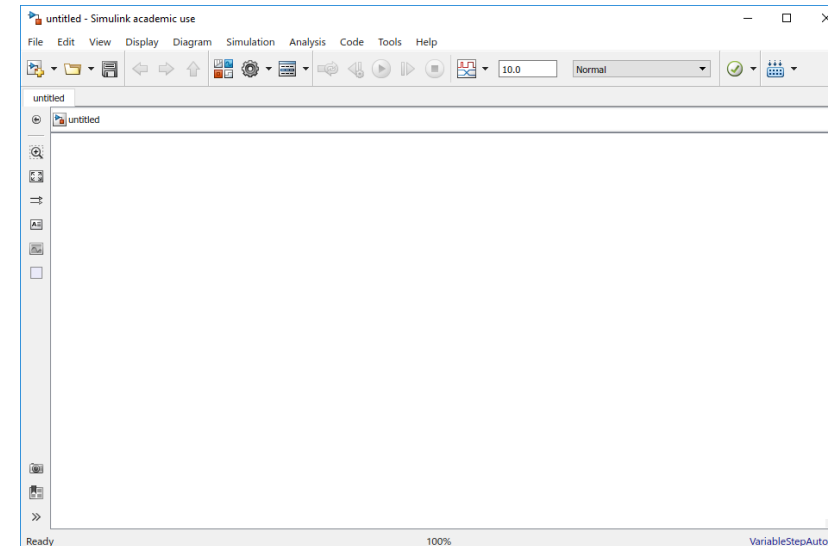 untitled - Simulink academic use
File Edit View Display Diagram Simulation Analysis Code Tools Help
10.0 Normal
untitled
untitled
Ready 100% VariableStepAuto